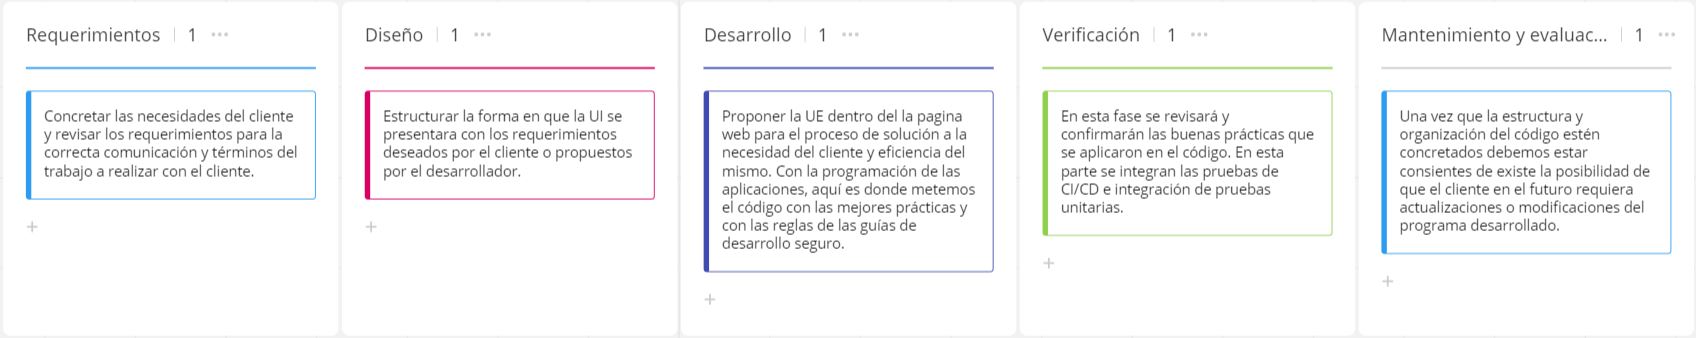 Requerimientos 1 ...
Concretar las necesidades del cliente
y revisar los requerimientos para la
correcta comunicación y términos del
trabajo a realizar con el cliente.
+
Diseño 1 ...
Estructurar la forma en que la UI se
presentara con los requerimientos
deseados por el cliente o propuestos
por el desarrollador.
+
Desarrollo 1 ...
Proponer la UE dentro del la pagina
web para el proceso de solución a la
necesidad del cliente y eficiencia del
mismo. Con la programación de las
aplicaciones, aquí es donde metemos
el código con las mejores prácticas y
con las reglas de las guías de
desarrollo seguro.
+
Verificación 1 ...
En esta fase se revisará y
confirmarán las buenas prácticas que
se aplicaron en el código. En esta
parte se integran las pruebas de
CI/CD e integración de pruebas
unitarias.
+
Mantenimiento y evaluac... 1 ...
Una vez que la estructura y
organización del código estén
concretados debemos estar
consientes de existe la posibilidad de
que el cliente en el futuro requiera
actualizaciones o modificaciones del
programa desarrollado.
+